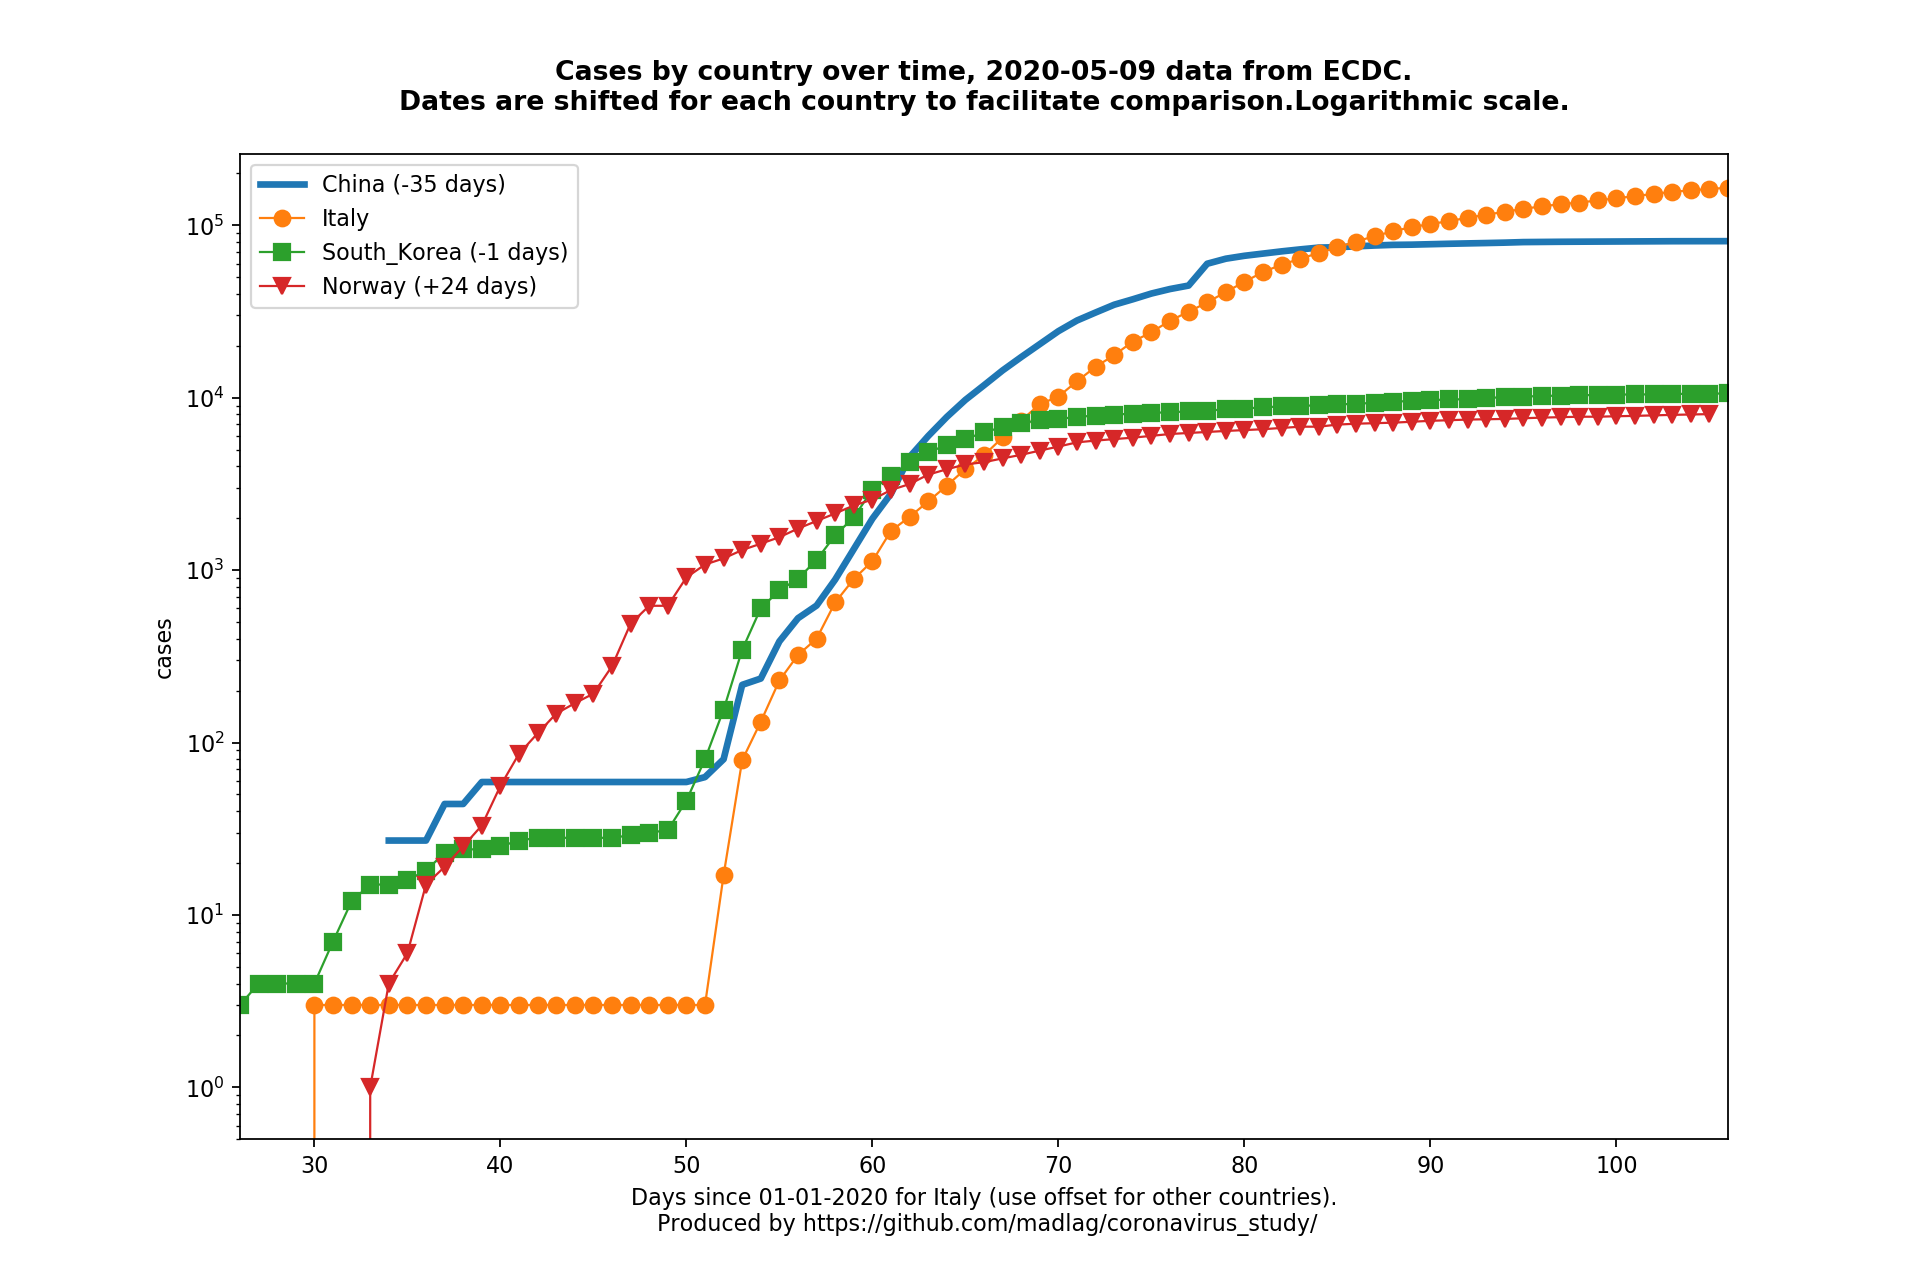 Cases by country over time, 2020-05-09 data from ECDC.
Dates are shifted for each country to facilitate comparison.Logarithmic scale.
China (-35 days)
Italy
South_Korea (-1 days)
Norway (+24 days)
10^5
10^4
10^3
10^2
10^1
10^0
cases
30 40 50 60 70 80 90 100
Days since 01-01-2020 for Italy (use offset for other countries).
Produced by https://github.com/madlag/coronavirus_study/